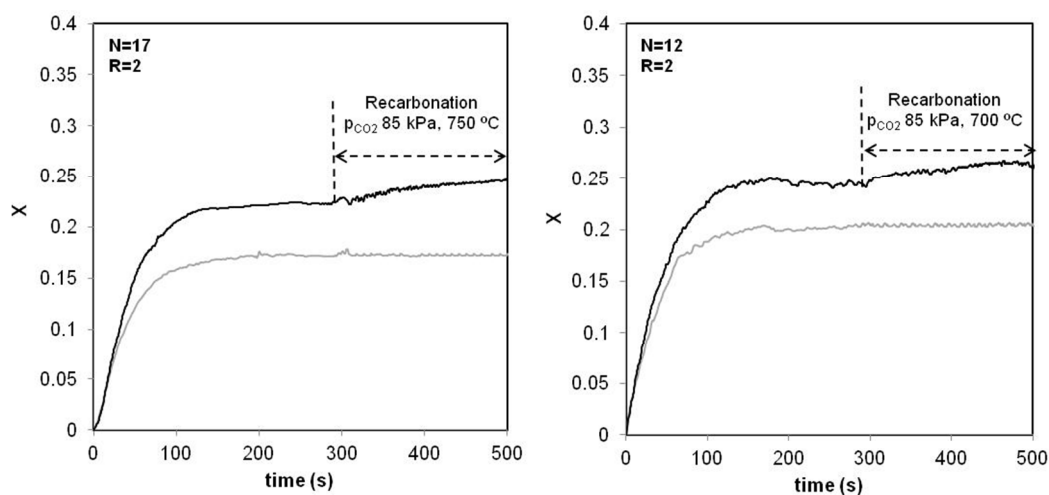 N=17
R=2
Recarbonation
pCO2 85 kPa, 750 ºC
X
0.4
0.35
0.3
0.25
0.2
0.15
0.1
0.05
0
0 100 200 300 400 500
time (s)
N=12
R=2
Recarbonation
pCO2 85 kPa, 700 ºC
X
0.4
0.35
0.3
0.25
0.2
0.15
0.1
0.05
0
0 100 200 300 400 500
time (s)